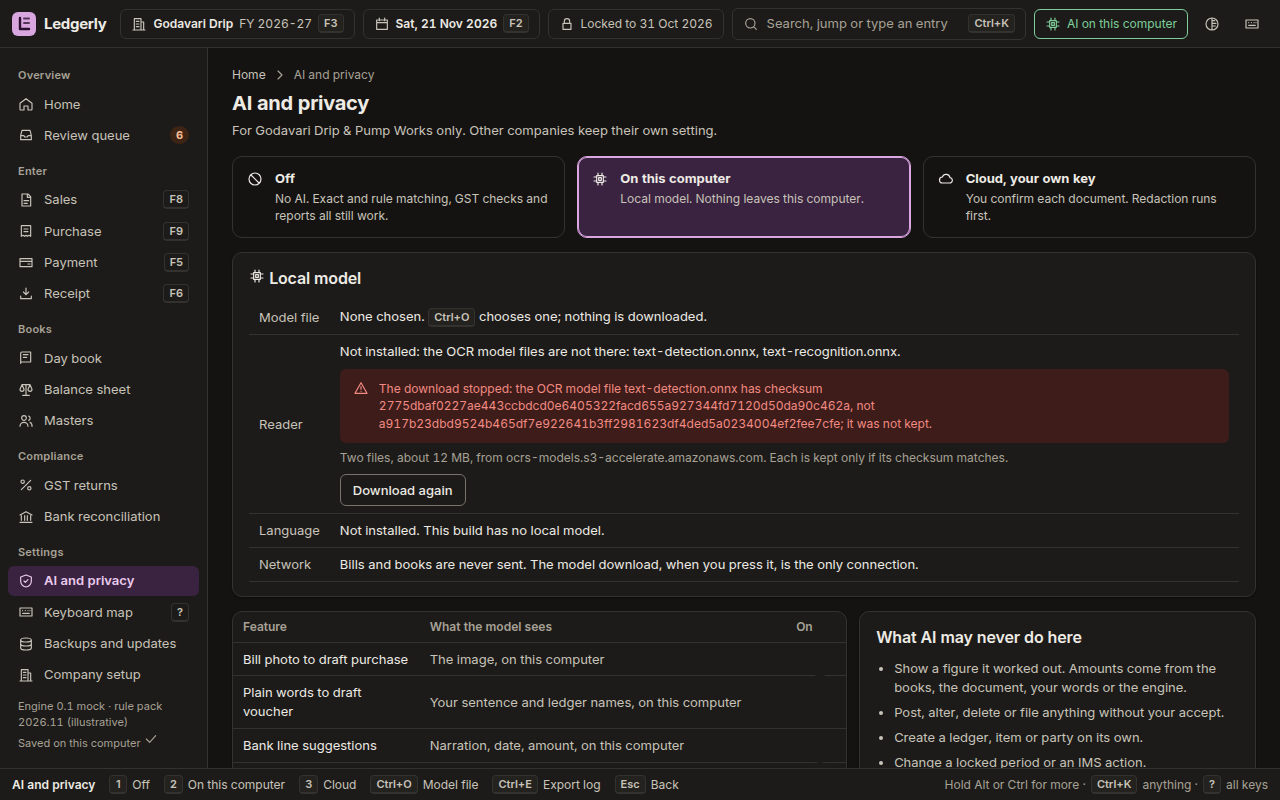 Ledgerly
Godavari Drip FY 2026-27 F3
Sat, 21 Nov 2026 F2
Locked to 31 Oct 2026
Search, jump or type an entry Ctrl+K
AI on this computer
Overview
Home
Review queue 6
Enter
Sales F8
Purchase F9
Payment F5
Receipt F6
Books
Day book
Balance sheet
Masters
Compliance
GST returns
Bank reconciliation
Settings
AI and privacy
Keyboard map ?
Backups and updates
Company setup
Engine 0.1 mock · rule pack
2026.11 (illustrative)
Saved on this computer
Home > AI and privacy
AI and privacy
For Godavari Drip & Pump Works only. Other companies keep their own setting.
Off
No AI. Exact and rule matching, GST checks and
reports all still work.
On this computer
Local model. Nothing leaves this computer.
Cloud, your own key
You confirm each document. Redaction runs
first.
Local model
Model file None chosen. Ctrl+O chooses one; nothing is downloaded.
Reader
Not installed: the OCR model files are not there: text-detection.onnx, text-recognition.onnx.
The download stopped: the OCR model file text-detection.onnx has checksum
2775dbaf0227ae443ccbdcd0e6405322facd655a927344fd7120d50da90c462a, not
a917b23dbd9524b465df7e922641b3ff2981623df4ded5a0234004ef2fee7cfe; it was not kept.
Two files, about 12 MB, from ocrs-models.s3-accelerate.amazonaws.com. Each is kept only if its checksum matches.
Download again
Language Not installed. This build has no local model.
Network Bills and books are never sent. The model download, when you press it, is the only connection.
Feature What the model sees On
Bill photo to draft purchase The image, on this computer
Plain words to draft
voucher Your sentence and ledger names, on this computer
Bank line suggestions Narration, date, amount, on this computer
What AI may never do here
• Show a figure it worked out. Amounts come from the
books, the document, your words or the engine.
• Post, alter, delete or file anything without your accept.
• Create a ledger, item or party on its own.
• Change a locked period or an IMS action.
AI and privacy 1 Off 2 On this computer 3 Cloud Ctrl+O Model file Ctrl+E Export log Esc Back
Hold Alt or Ctrl for more · Ctrl+K anything · ? all keys